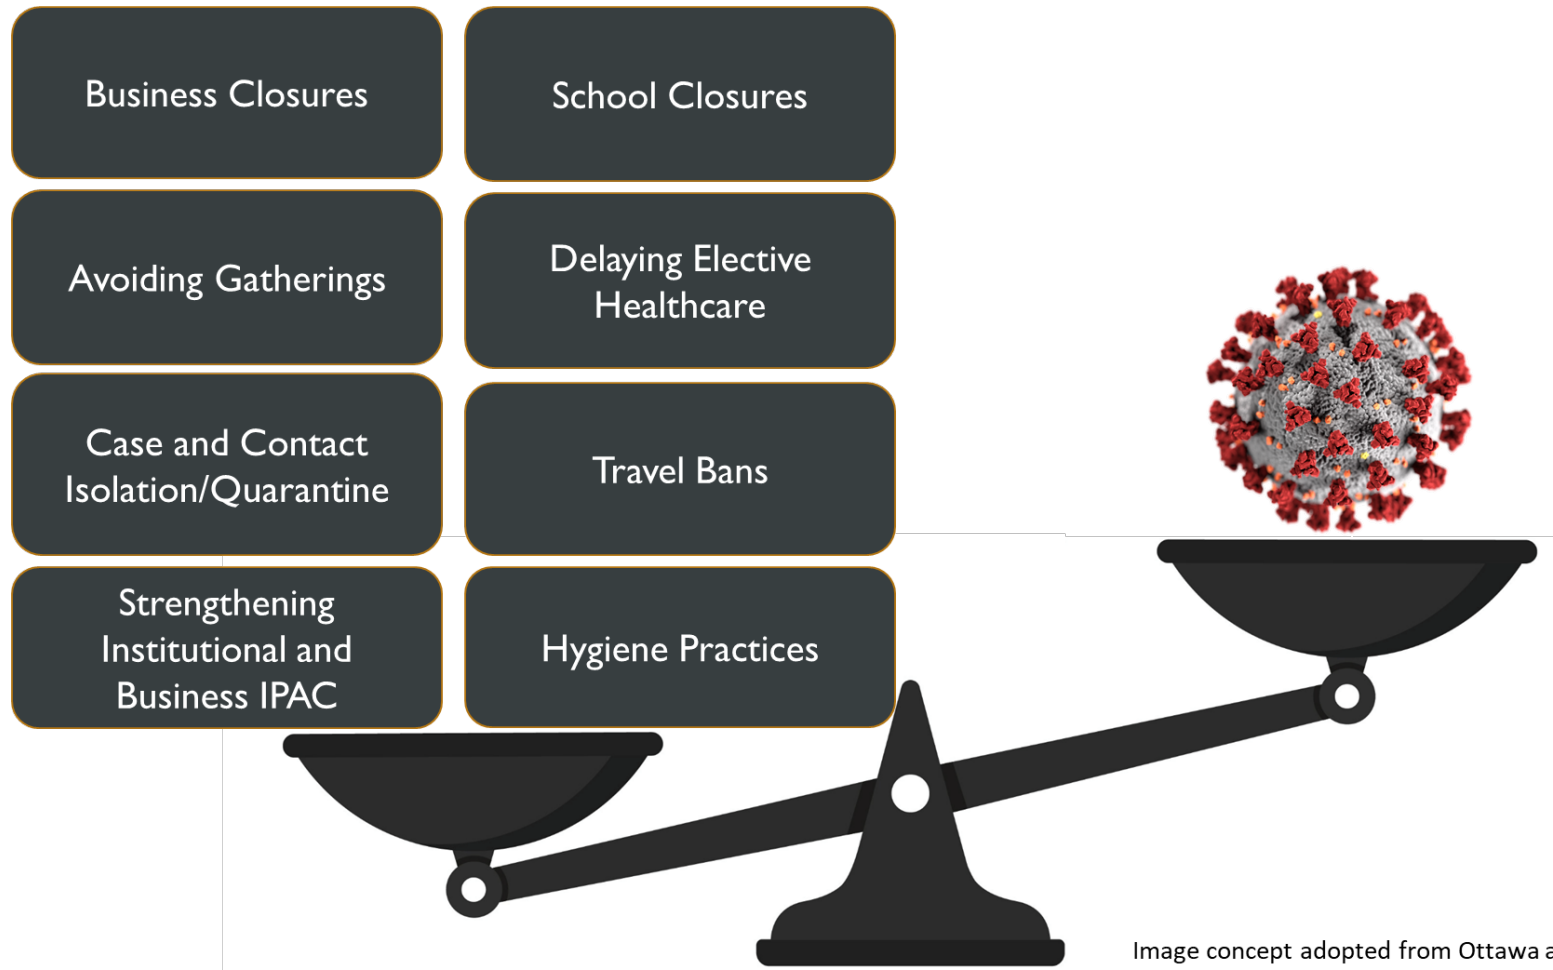 Business Closures
School Closures
Avoiding Gatherings
Delaying Elective
Healthcare
Case and Contact
Isolation/Quarantine
Travel Bans
Strengthening
Institutional and
Business IPAC
Hygiene Practices
Image concept adopted from Ottawa